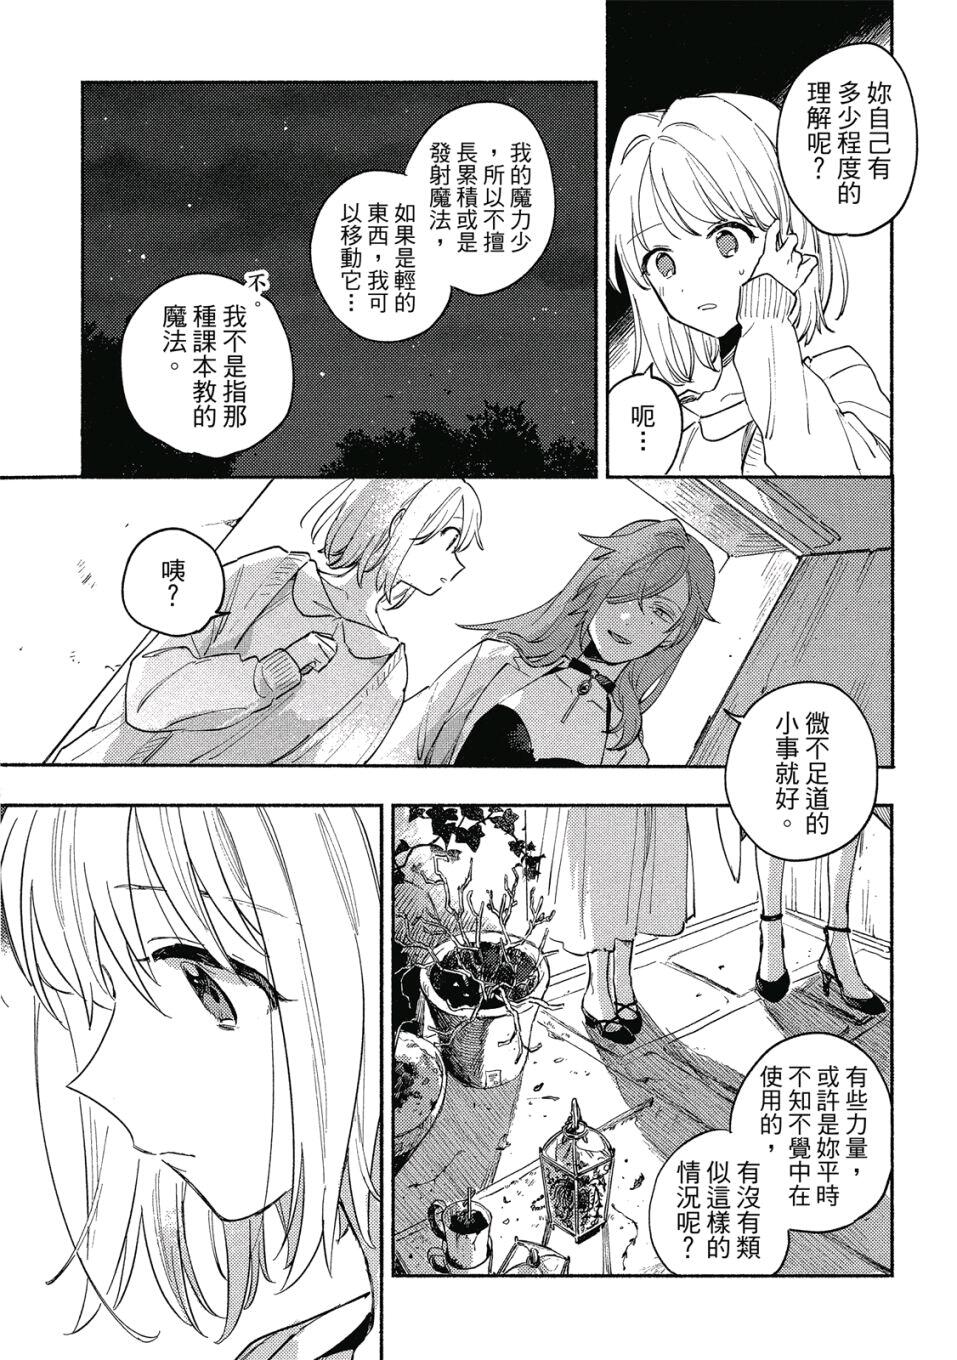 妳自己有
多少程度的
理解呢？
呃…
我的魔力少
，所以不擅
長累積或是
發射魔法，
如果是輕的
東西，我可
以移動它…
不。
我不是指那
種課本教的
魔法。
咦？
微不足道的
小事就好。
有些力量，
或許是妳平時
不知不覺中在
使用的，
有沒有類
似這樣的
情況呢？